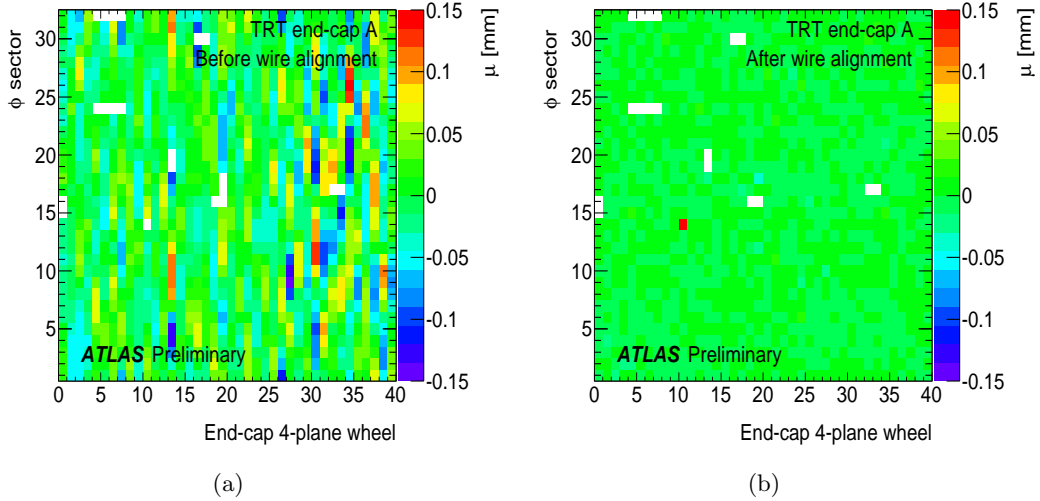 TRT end-cap A
Before wire alignment
ATLAS Preliminary
φ sector
30
25
20
15
10
5
0 5 10 15 20 25 30 35 40
End-cap 4-plane wheel
μ [mm]
0.15
0.1
0.05
0
-0.05
-0.1
-0.15
(a)
TRT end-cap A
After wire alignment
ATLAS Preliminary
φ sector
30
25
20
15
10
5
0 5 10 15 20 25 30 35 40
End-cap 4-plane wheel
μ [mm]
0.15
0.1
0.05
0
-0.05
-0.1
-0.15
(b)